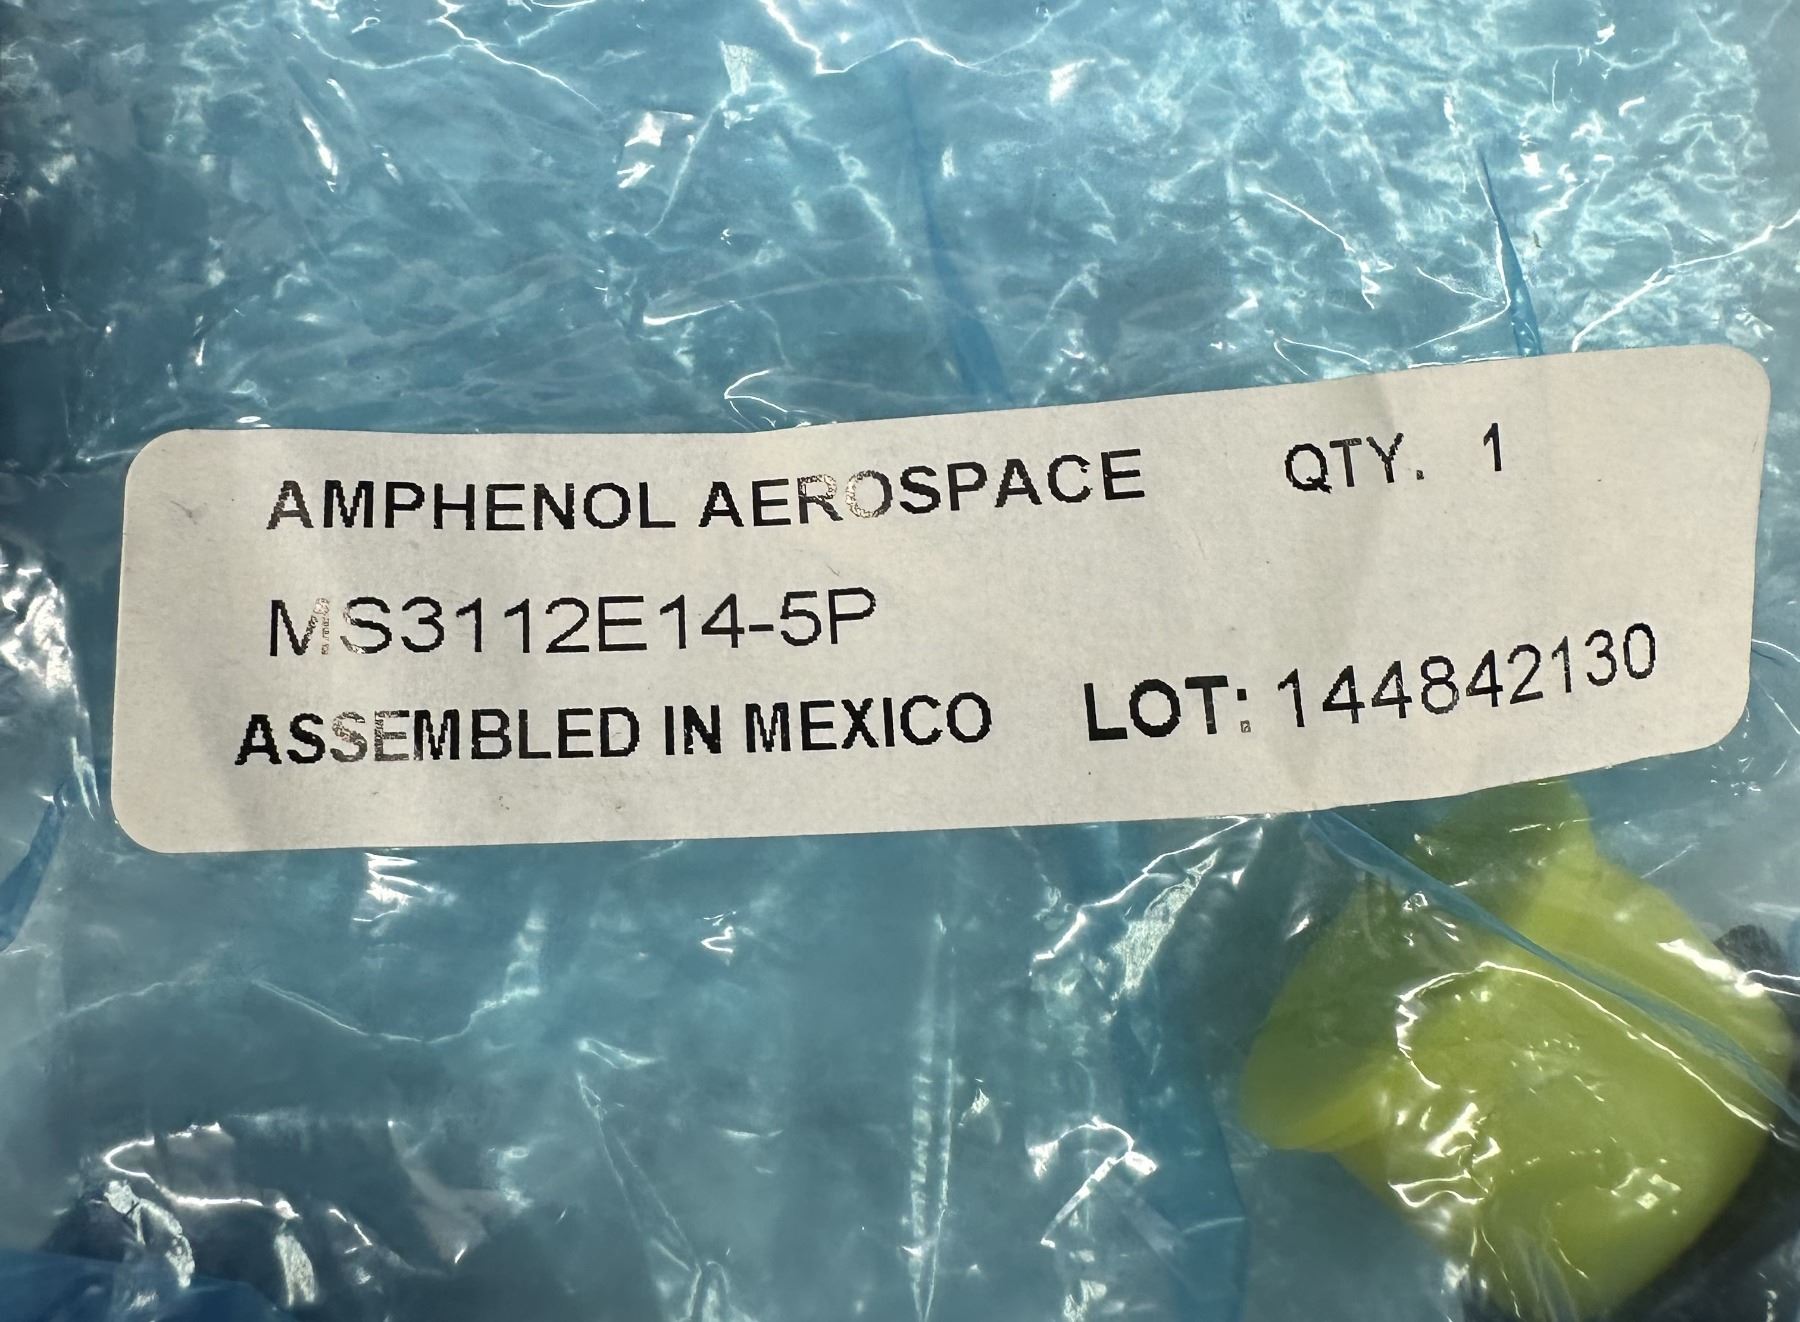 AMPHENOL AEROSPACE QTY. 1
MS3112E14-5P
ASSEMBLED IN MEXICO LOT: 144842130